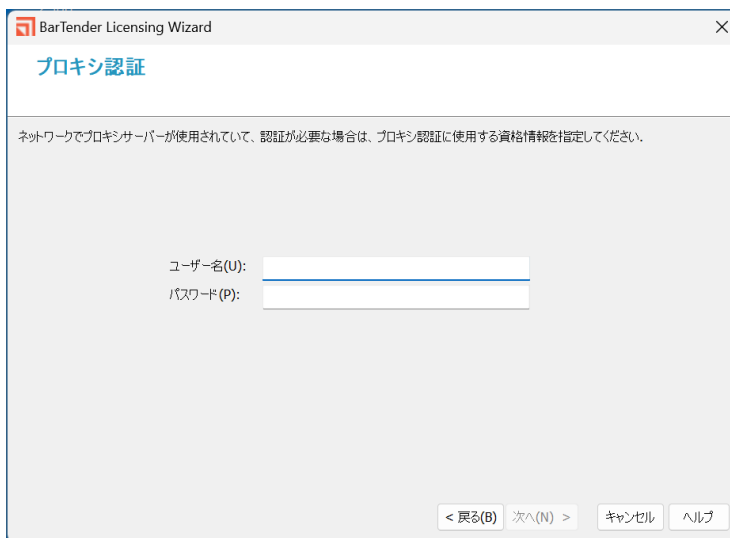 BarTender Licensing Wizard
プロキシ認証
ネットワークでプロキシサーバーが使用されていて、認証が必要な場合は、プロキシ認証に使用する資格情報を指定してください.
ユーザー名(U):
パスワード(P):
< 戻る(B) 次へ(N) > キャンセル ヘルプ